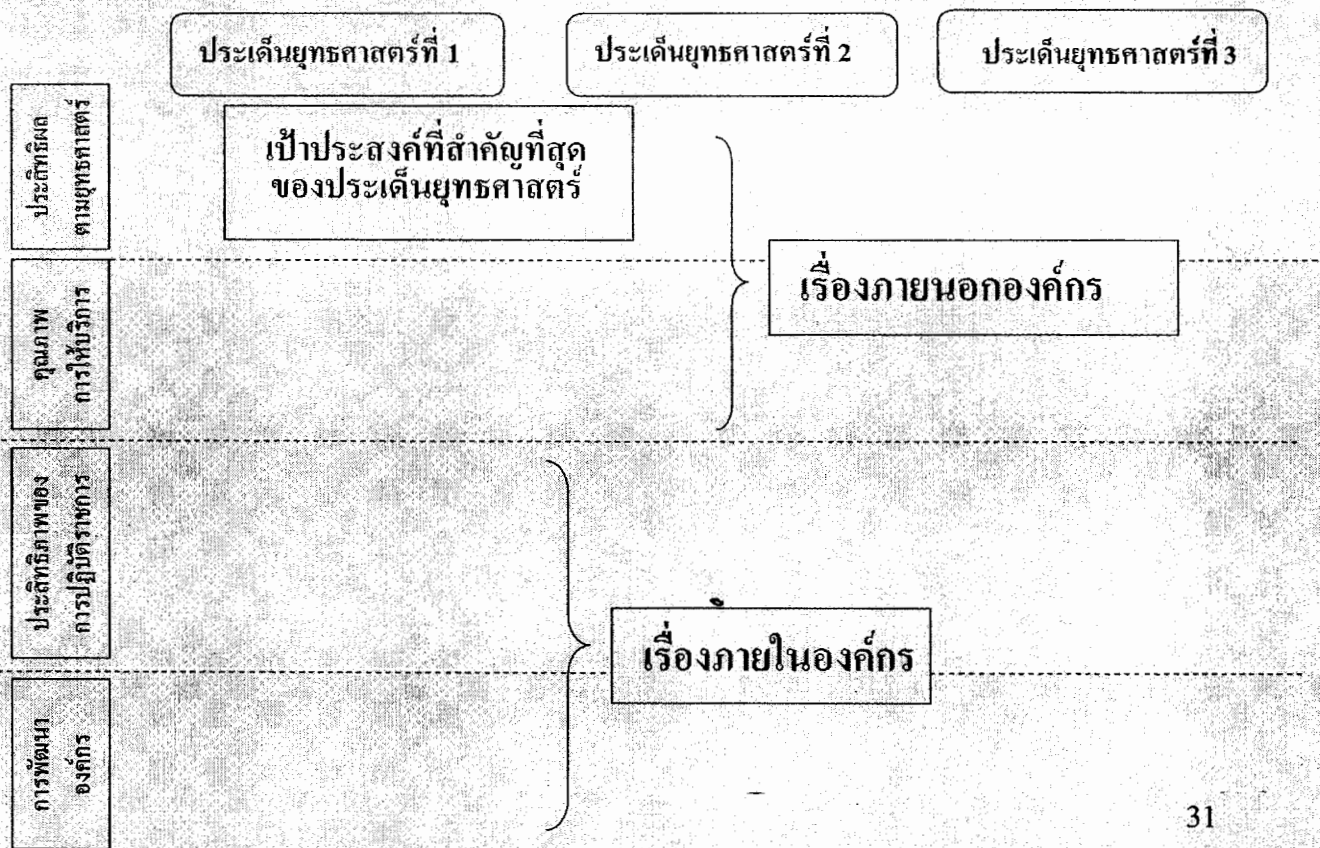 ประเด็นยุทธศาสตร์ที่ 1
ประเด็นยุทธศาสตร์ที่ 2
ประเด็นยุทธศาสตร์ที่ 3
ประสิทธิผล
ตามยุทธศาสตร์
เป้าประสงค์ที่สำคัญที่สุด
ของประเด็นยุทธศาสตร์
เรื่องภายนอกองค์กร
คุณภาพ
การให้บริการ
ประสิทธิภาพของ
การปฏิบัติราชการ
เรื่องภายในองค์กร
การพัฒนา
องค์กร
31